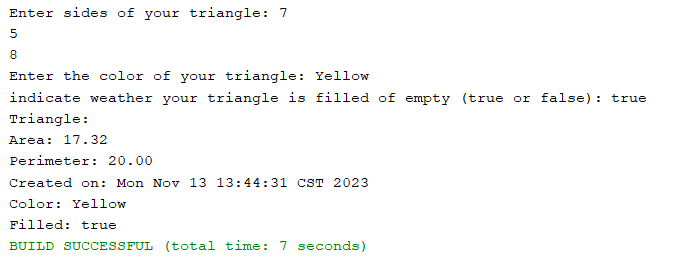 Enter sides of your triangle: 7
5
8
Enter the color of your triangle: Yellow
indicate weather your triangle is filled of empty (true or false): true
Triangle:
Area: 17.32
Perimeter: 20.00
Created on: Mon Nov 13 13:44:31 CST 2023
Color: Yellow
Filled: true
BUILD SUCCESSFUL (total time: 7 seconds)